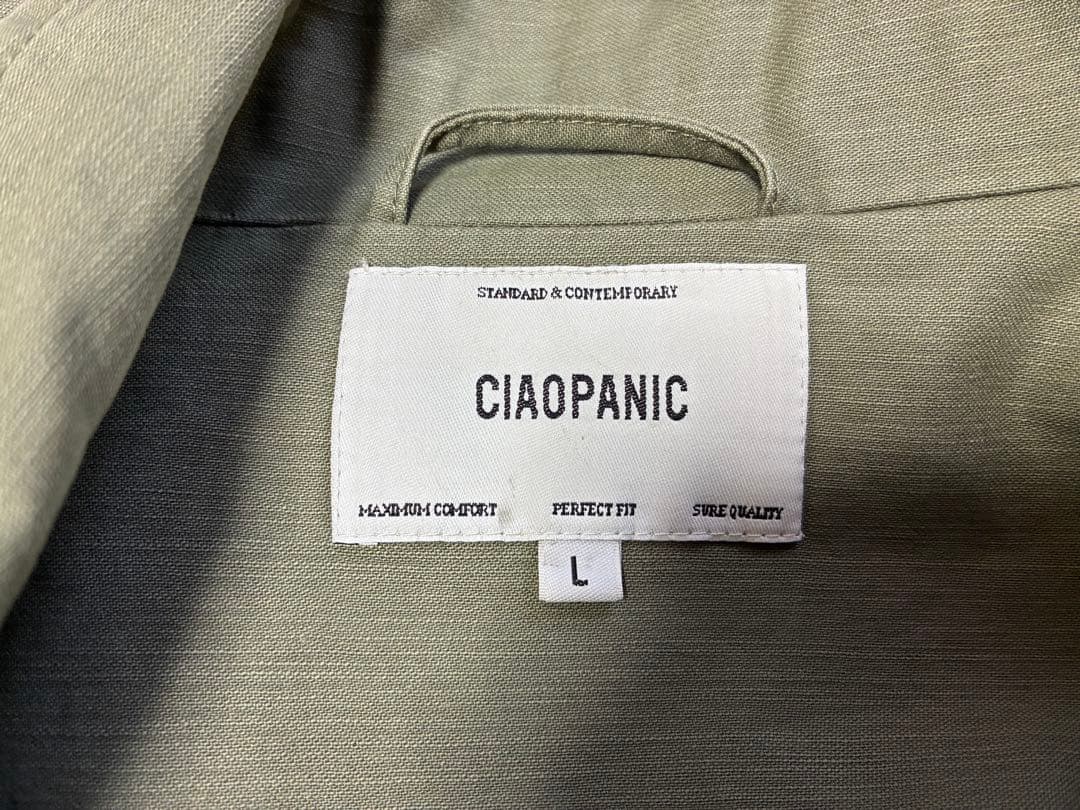 STANDARD & CONTEMPORARY
CIAOPANIC
MAXIMUM COMFORT PERFECT FIT SURE QUALITY
L